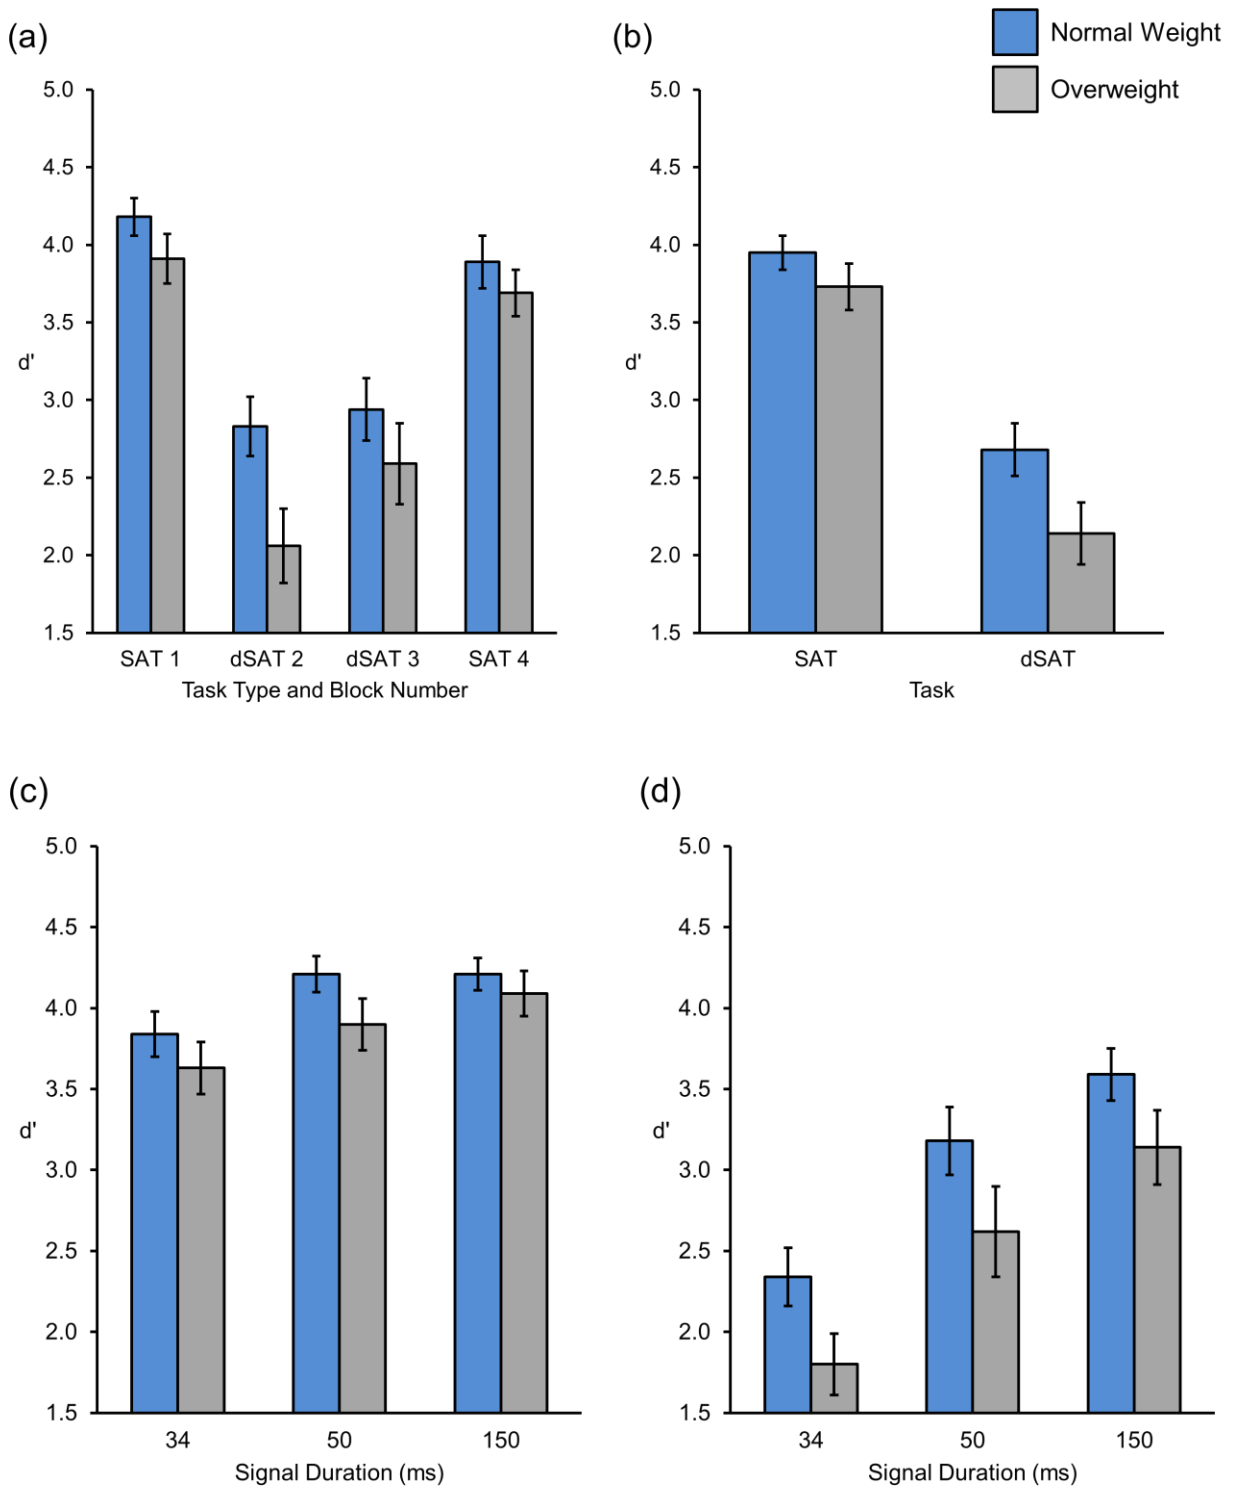 (a)
5.0
4.5
4.0
3.5
3.0
2.5
2.0
1.5
d'
SAT 1 dSAT 2 dSAT 3 SAT 4
Task Type and Block Number
(b)
Normal Weight
Overweight
5.0
4.5
4.0
3.5
3.0
2.5
2.0
1.5
d'
SAT dSAT
Task
(c)
5.0
4.5
4.0
3.5
3.0
2.5
2.0
1.5
d'
34 50 150
Signal Duration (ms)
(d)
5.0
4.5
4.0
3.5
3.0
2.5
2.0
1.5
d'
34 50 150
Signal Duration (ms)